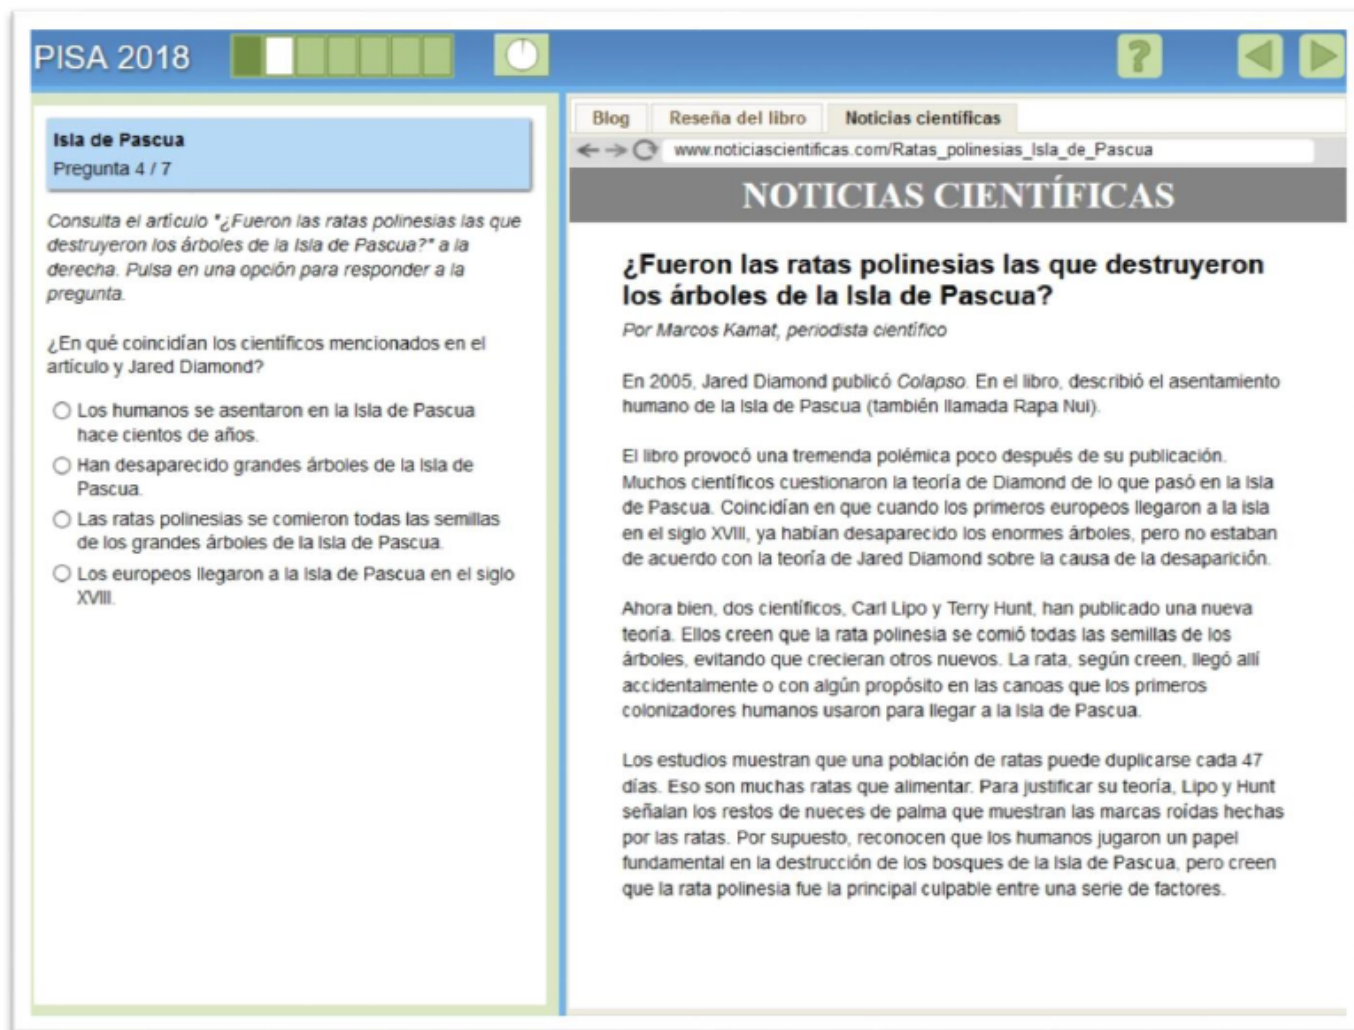 PISA 2018
?
Isla de Pascua
Pregunta 4 / 7
Consulta el artículo "¿Fueron las ratas polinesias las que
destruyeron los árboles de la Isla de Pascua?" a la
derecha. Pulsa en una opción para responder a la
pregunta.
¿En qué coincidían los científicos mencionados en el
artículo y Jared Diamond?
Los humanos se asentaron en la Isla de Pascua
hace cientos de años.
Han desaparecido grandes árboles de la Isla de
Pascua.
Las ratas polinesias se comieron todas las semillas
de los grandes árboles de la Isla de Pascua.
Los europeos llegaron a la Isla de Pascua en el siglo
XVIII.
Blog Reseña del libro Noticias científicas
www.noticiascientificas.com/Ratas_polinesias_Isla_de_Pascua
NOTICIAS CIENTÍFICAS
¿Fueron las ratas polinesias las que destruyeron
los árboles de la Isla de Pascua?
Por Marcos Kamat, periodista científico
En 2005, Jared Diamond publicó Colapso. En el libro, describió el asentamiento
humano de la Isla de Pascua (también llamada Rapa Nui).
El libro provocó una tremenda polémica poco después de su publicación.
Muchos científicos cuestionaron la teoría de Diamond de lo que pasó en la Isla
de Pascua. Coincidían en que cuando los primeros europeos llegaron a la isla
en el siglo XVIII, ya habían desaparecido los enormes árboles, pero no estaban
de acuerdo con la teoría de Jared Diamond sobre la causa de la desaparición.
Ahora bien, dos científicos, Carl Lipo y Terry Hunt, han publicado una nueva
teoría. Ellos creen que la rata polinesia se comió todas las semillas de los
árboles, evitando que crecieran otros nuevos. La rata, según creen, llegó allí
accidentalmente o con algún propósito en las canoas que los primeros
colonizadores humanos usaron para llegar a la Isla de Pascua.
Los estudios muestran que una población de ratas puede duplicarse cada 47
días. Eso son muchas ratas que alimentar. Para justificar su teoría, Lipo y Hunt
señalan los restos de nueces de palma que muestran las marcas roídas hechas
por las ratas. Por supuesto, reconocen que los humanos jugaron un papel
fundamental en la destrucción de los bosques de la Isla de Pascua, pero creen
que la rata polinesia fue la principal culpable entre una serie de factores.